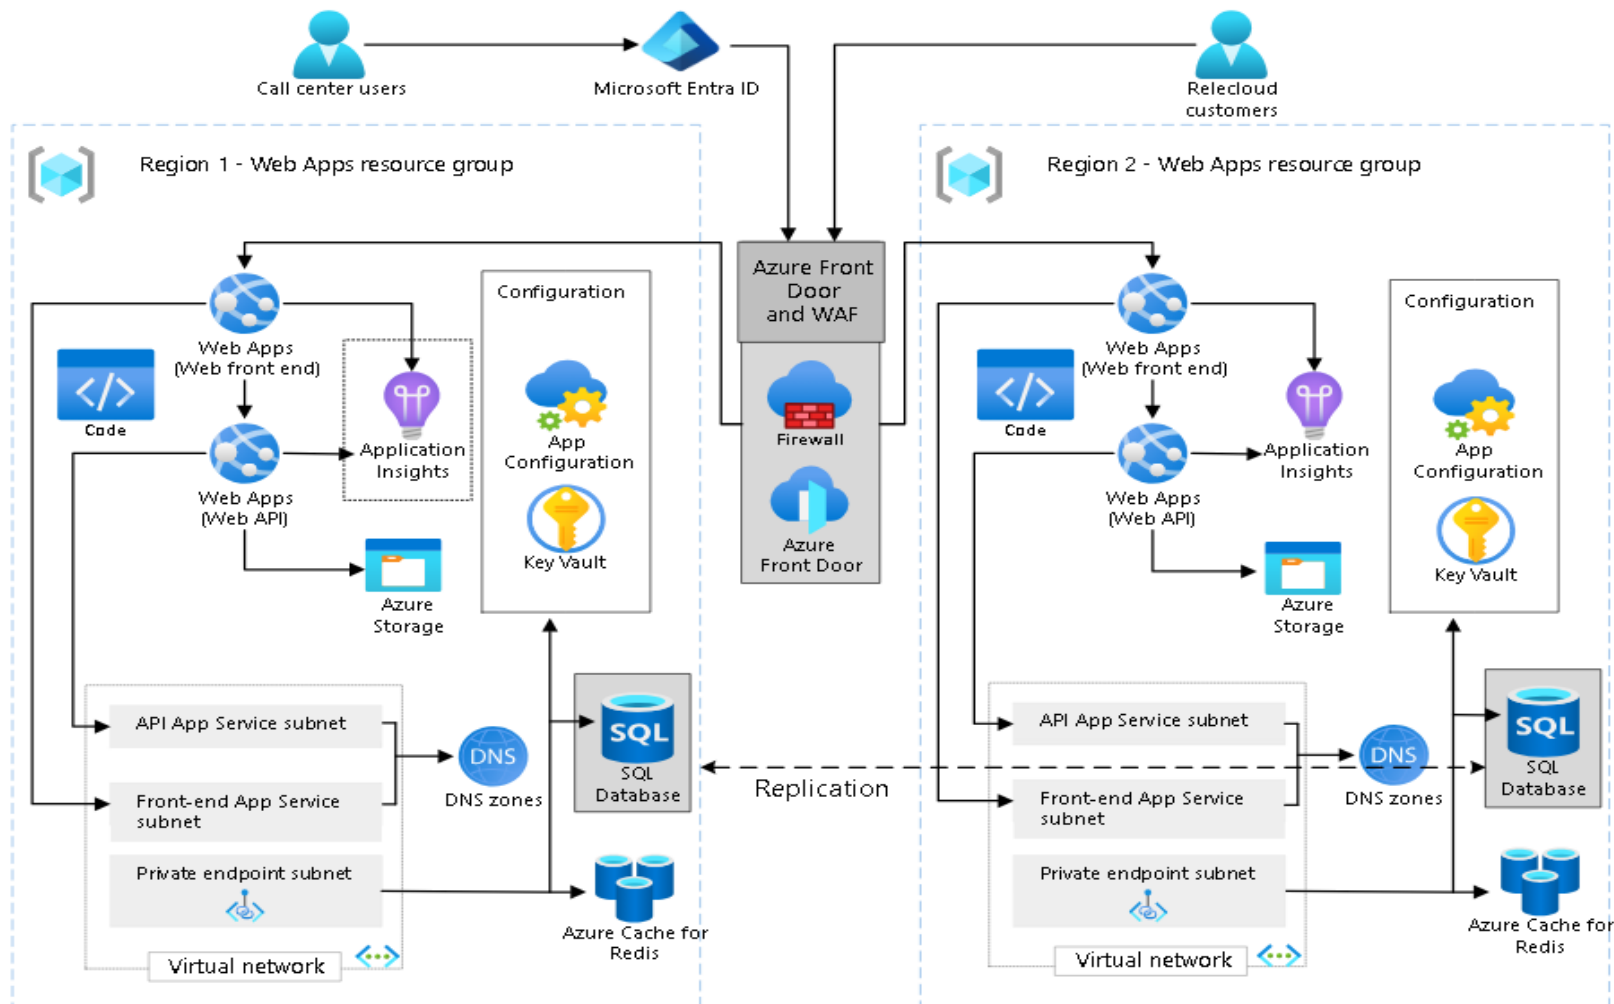 Call center users
Microsoft Entra ID
Relecloud
customers
Region 1 - Web Apps resource group
Region 2 - Web Apps resource group
Azure Front
Door
and WAF
Firewall
Azure
Front Door
Web Apps
(Web front end)
Code
Application
Insights
Web Apps
(Web API)
Azure
Storage
Configuration
App
Configuration
Key Vault
API App Service subnet
Front-end App Service
subnet
Private endpoint subnet
Virtual network
DNS
DNS zones
SQL
SQL
Database
Azure Cache for
Redis
Replication
Web Apps
(Web front end)
Code
Application
Insights
Web Apps
(Web API)
Azure
Storage
Configuration
App
Configuration
Key Vault
API App Service subnet
Front-end App Service
subnet
Private endpoint subnet
Virtual network
DNS
DNS zones
SQL
SQL
Database
Azure Cache for
Redis